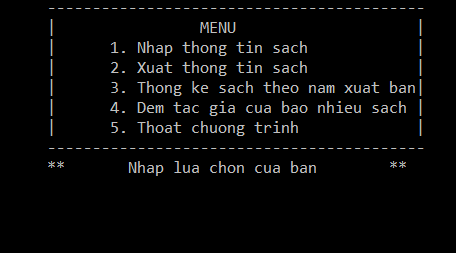 ------------------------------------------
| MENU |
| 1. Nhap thong tin sach |
| 2. Xuat thong tin sach |
| 3. Thong ke sach theo nam xuat ban|
| 4. Dem tac gia cua bao nhieu sach |
| 5. Thoat chuong trinh |
------------------------------------------
** Nhap lua chon cua ban **